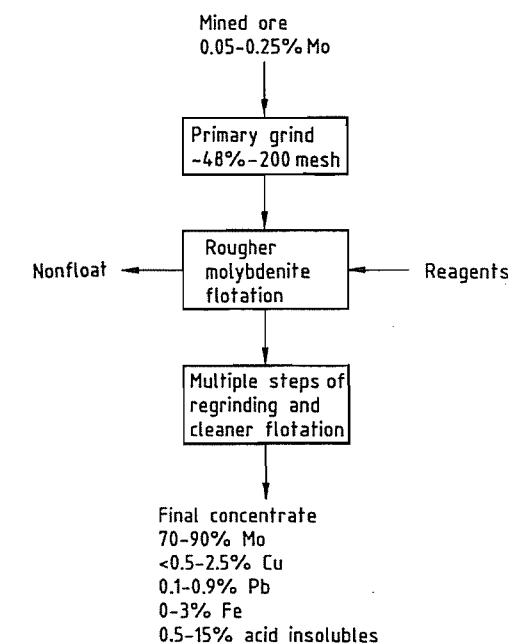 Mined ore
0.05-0.25% Mo
Primary grind
~48%-200 mesh
Rougher
molybdenite
flotation
Nonfloat
Reagents
Multiple steps of
regrinding and
cleaner flotation
Final concentrate
70-90% Mo
<0.5-2.5% Cu
0.1-0.9% Pb
0-3% Fe
0.5-15% acid insolubles